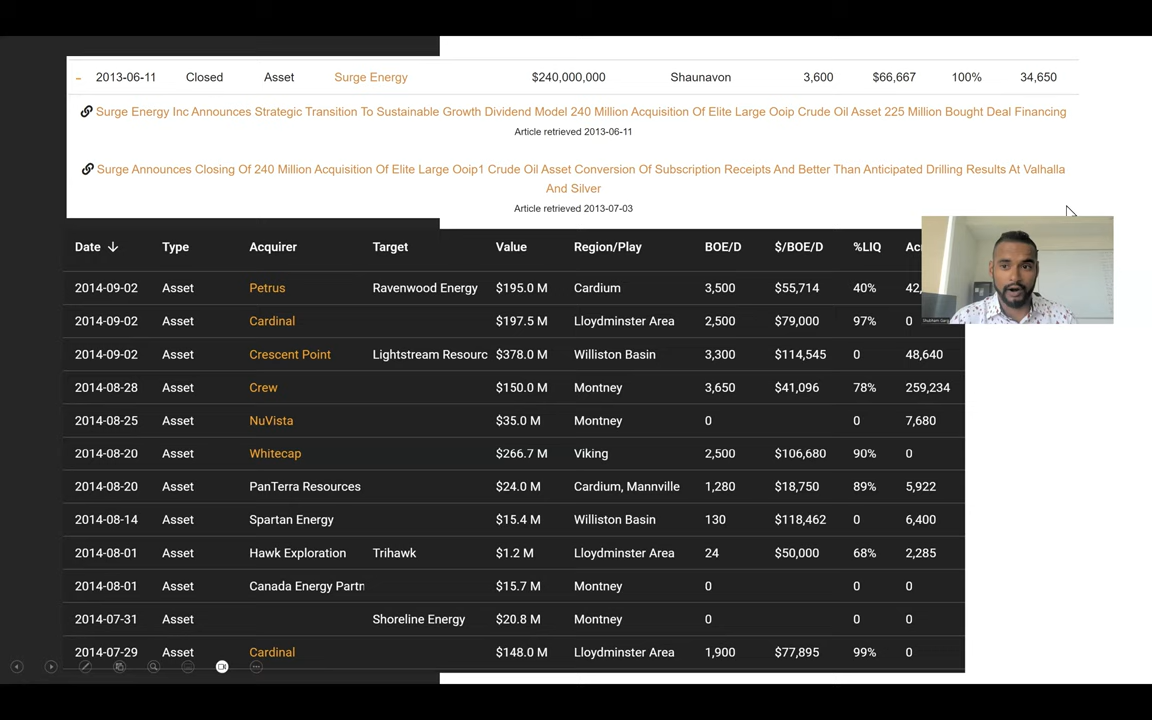 2013-06-11 Closed Asset Surge Energy $240,000,000 Shaunavon 3,600 $66,667 100% 34,650
Surge Energy Inc Announces Strategic Transition To Sustainable Growth Dividend Model 240 Million Acquisition Of Elite Large Ooip Crude Oil Asset 225 Million Bought Deal Financing
Article retrieved 2013-06-11
Surge Announces Closing Of 240 Million Acquisition Of Elite Large Ooip1 Crude Oil Asset Conversion Of Subscription Receipts And Better Than Anticipated Drilling Results At Valhalla
And Silver
Article retrieved 2013-07-03
Date Type Acquirer Target Value Region/Play BOE/D $/BOE/D %LIQ
2014-09-02 Asset Petrus Ravenwood Energy $195.0 M Cardium 3,500 $55,714 40% 42,
2014-09-02 Asset Cardinal Lloydminster Area $197.5 M 2,500 $79,000 97% 0
2014-09-02 Asset Crescent Point Lightstream Resourc $378.0 M Williston Basin 3,300 $114,545 0 48,640
2014-08-28 Asset Crew $150.0 M Montney 3,650 $41,096 78% 259,234
2014-08-25 Asset NuVista $35.0 M Montney 0 0 7,680
2014-08-20 Asset Whitecap $266.7 M Viking 2,500 $106,680 90% 0
2014-08-20 Asset PanTerra Resources $24.0 M Cardium, Mannville 1,280 $18,750 89% 5,922
2014-08-14 Asset Spartan Energy $15.4 M Williston Basin 130 $118,462 0 6,400
2014-08-01 Asset Hawk Exploration Trihawk $1.2 M Lloydminster Area 24 $50,000 68% 2,285
2014-08-01 Asset Canada Energy Partn $15.7 M Montney 0 0 0
2014-07-31 Asset Shoreline Energy $20.8 M Montney 0 0 0
2014-07-29 Asset Cardinal $148.0 M Lloydminster Area 1,900 $77,895 99% 0